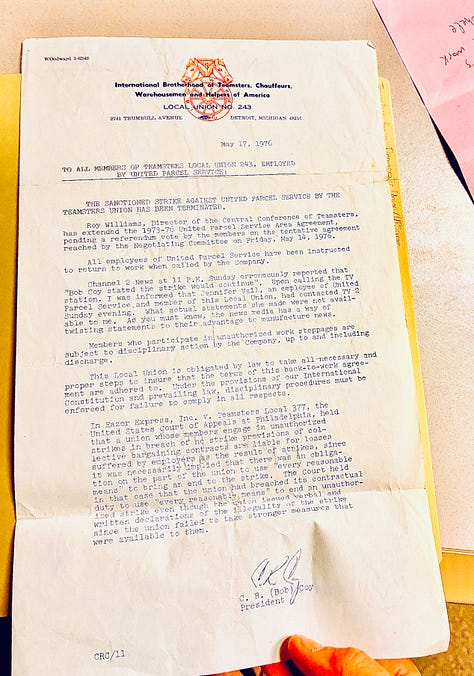 WOodward 1-6243
International Brotherhood of Teamsters, Chauffeurs,
Warehousemen and Helpers of America
LOCAL UNION NO. 243
2741 TRUMBULL AVENUE DETROIT, MICHIGAN 48216
May 17, 1976
TO ALL MEMBERS OF TEAMSTERS LOCAL UNION 243, EMPLOYED
BY UNITED PARCEL SERVICE:
THE SANCTIONED STRIKE AGAINST UNITED PARCEL SERVICE BY THE
TEAMSTERS UNION HAS BEEN TERMINATED.
Roy Williams, Director of the Central Conference of Teamsters,
has extended the 1973-76 United Parcel Service Area Agreement,
pending a referendum vote by the members on the tentative agreement
reached by the Negotiating Committee on Friday, May 14, 1976.
All employees of United Parcel Service have been instructed
to return to work when called by the Company.
Channel 2 News at 11 P.M. Sunday erroneously reported that
"Bob Coy stated the strike would continue". Upon calling the TV
station, I was informed that Jennifer Vail, an employee of United
Parcel Service and member of this Local Union, had contacted TV 2
Sunday evening. What actual statements she made were not avail-
able to me. As you must know, the news media has a way of
twisting statements to their advantage to manufacture news.
Members who participate in unauthorized work stoppages are
subject to disciplinary action by the Company, up to and including
discharge.
This Local Union is obligated by law to take all necessary and
proper steps to insure that the terms of this back-to-work agree-
ment are adhered to. Under the provisions of our International
Constitution and prevailing law, disciplinary procedures must be
enforced for failure to comply in all respects.
In Eazor Express, Inc. v. Teamsters Local 377, the
United States Court of Appeals at Philadelphia, held
that a union whose members engage in unauthorized
strikes in breach of no strike provisions of col-
lective bargaining contracts are liable for losses
suffered by employers as the result of strikes, since
it was necessarily implied that there was an obliga-
tion on the part of the union to use "every reasonable
means" to bring an end to the strike. The Court held
in that case that the union had breached its contractual
duty to use "every reasonable means" to end an unauthor-
ized strike even though the union issued verbal and
written declarations of the illegality of the strike
since the union failed to take stronger measures that
were available to them.
C. R. (Bob) Coy
President
CRC/11
work